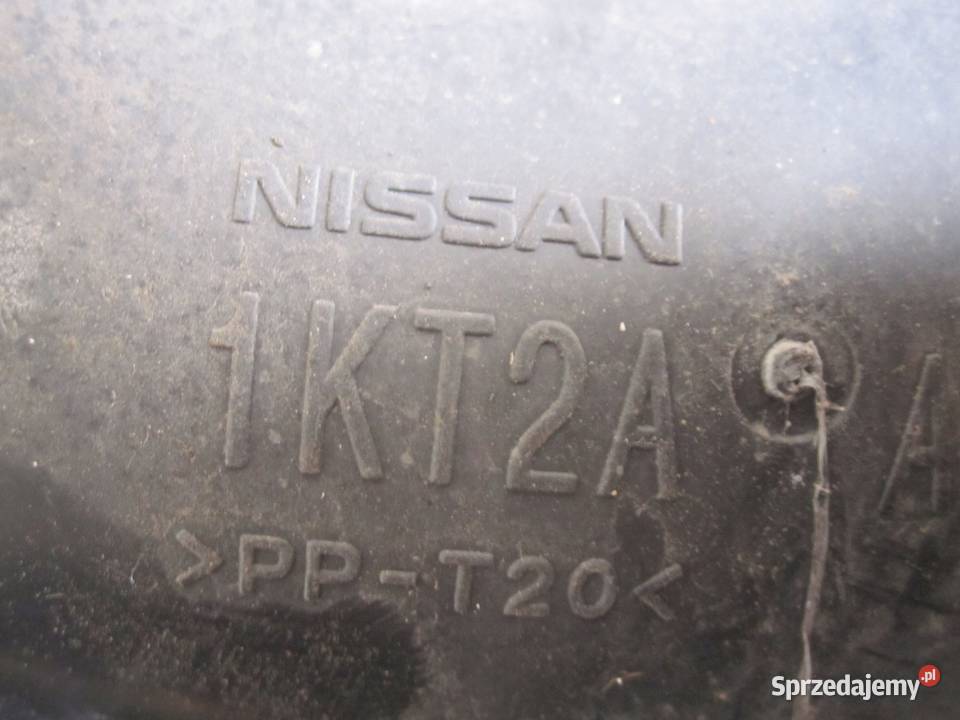 NISSAN
1KT2A A
>PP-T20<
Sprzedajemy.pl